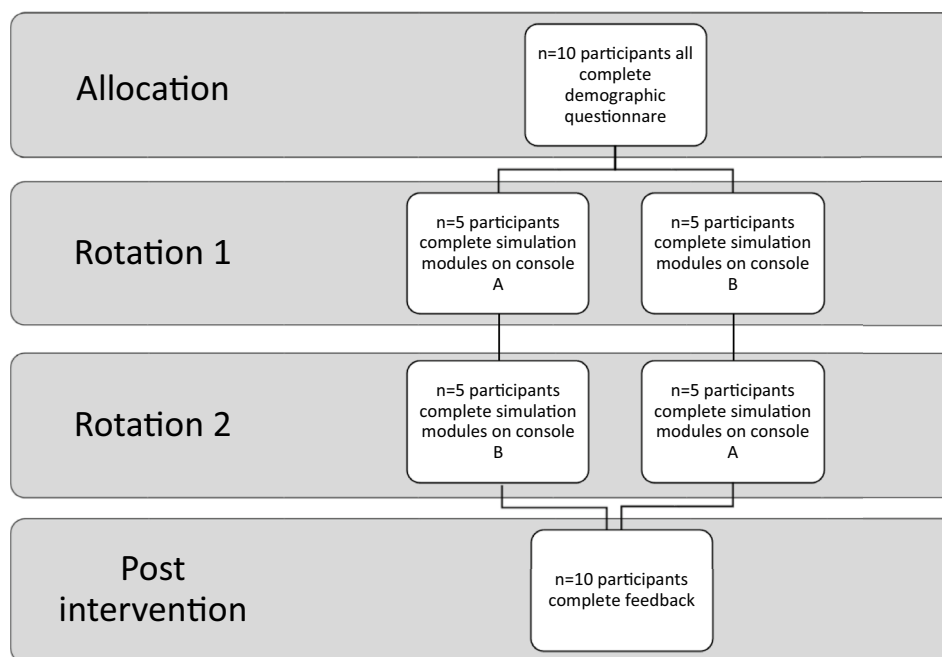 Allocation
n=10 participants all
complete
demographic
questionnare
Rotation 1
n=5 participants
complete simulation
modules on console
A
n=5 participants
complete simulation
modules on console
B
Rotation 2
n=5 participants
complete simulation
modules on console
B
n=5 participants
complete simulation
modules on console
A
Post
intervention
n=10 participants
complete feedback